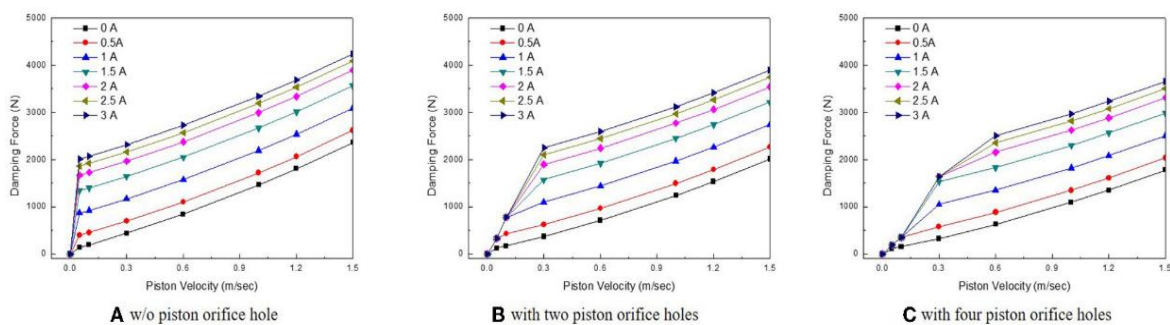 5000
4000
3000
2000
1000
0
Damping Force (N)
0 A
0.5A
1 A
1.5 A
2 A
2.5 A
3 A
0.0 0.3 0.6 0.9 1.2 1.5
Piston Velocity (m/sec)
A w/o piston orifice hole
5000
4000
3000
2000
1000
0
Damping Force (N)
0 A
0.5A
1 A
1.5 A
2 A
2.5 A
3 A
0.0 0.3 0.6 0.9 1.2 1.5
Piston Velocity (m/sec)
B with two piston orifice holes
5000
4000
3000
2000
1000
0
Damping Force (N)
0 A
0.5A
1 A
1.5 A
2 A
2.5 A
3 A
0.0 0.3 0.6 0.9 1.2 1.5
Piston Velocity (m/sec)
C with four piston orifice holes